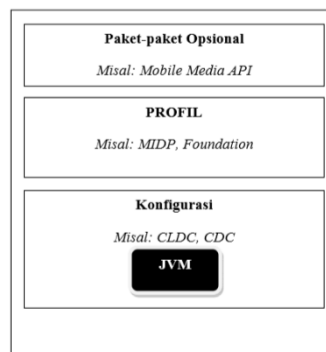 Paket-paket Opsional
Misal: Mobile Media API
PROFIL
Misal: MIDP, Foundation
Konfigurasi
Misal: CLDC, CDC
JVM